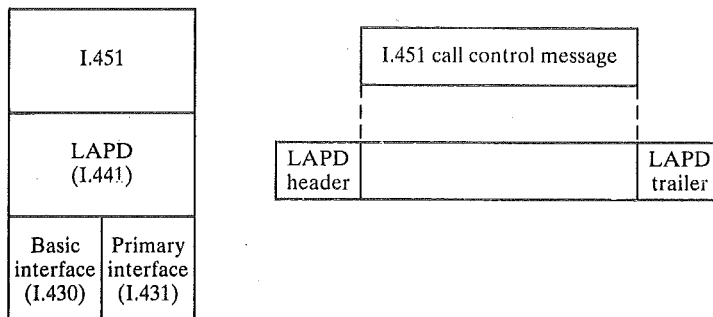 I.451
LAPD
(I.441)
Basic
interface
(I.430)
Primary
interface
(I.431)
I.451 call control message
LAPD
header
LAPD
trailer